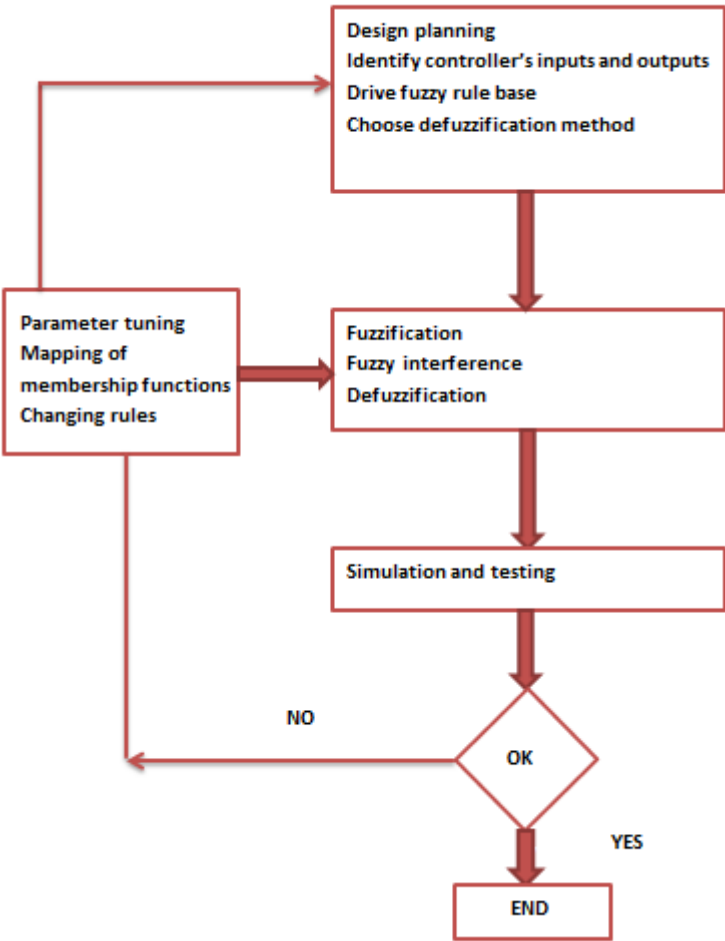 Design planning
Identify controller's inputs and outputs
Drive fuzzy rule base
Choose defuzzification method
Parameter tuning
Mapping of
membership functions
Changing rules
Fuzzification
Fuzzy interference
Defuzzification
Simulation and testing
NO
OK
YES
END